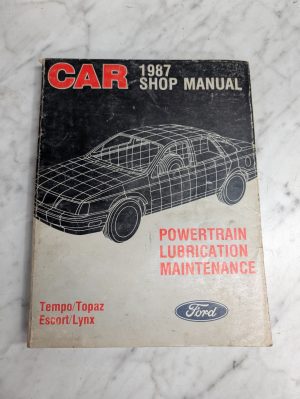 CAR 1987
SHOP MANUAL
POWERTRAIN
LUBRICATION
MAINTENANCE
Tempo/Topaz
Escort/Lynx
Ford